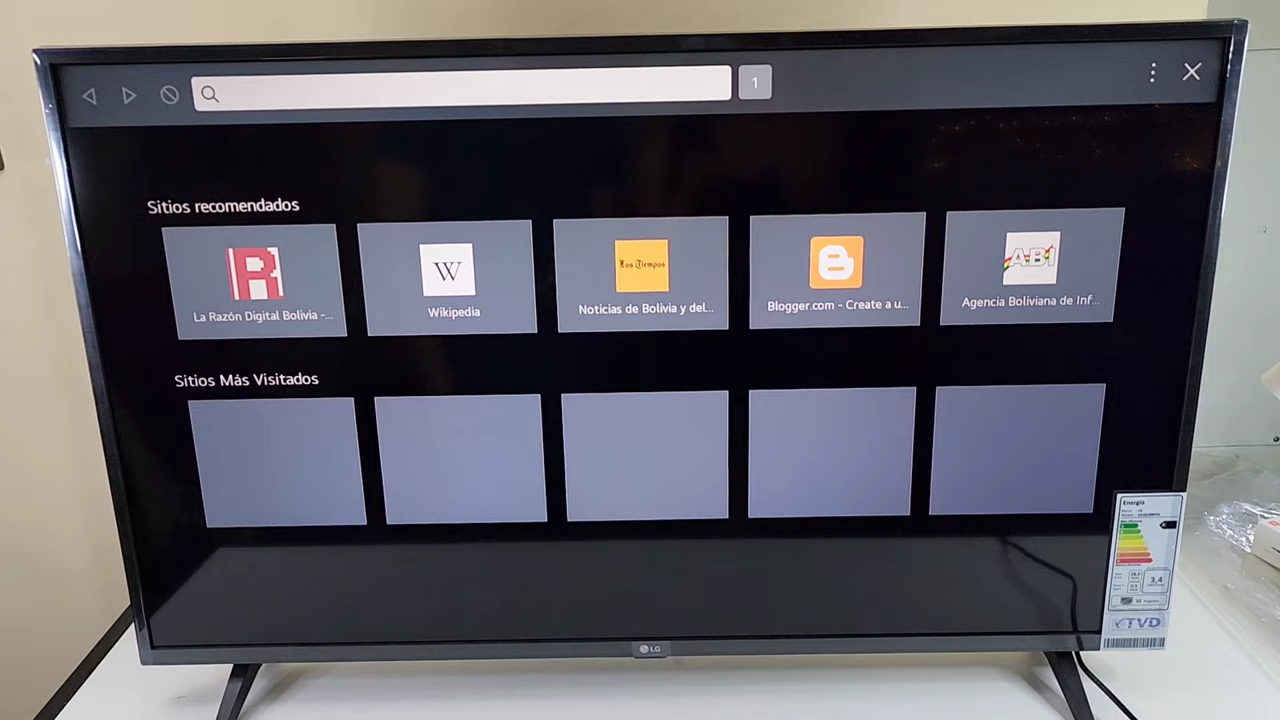 1
Sitios recomendados
R
La Razón Digital Bolivia -...
W
Wikipedia
Los Tiempos
Noticias de Bolivia y del...
Blogger.com - Create a u...
ABI
Agencia Boliviana de Inf...
Sitios Más Visitados
Energía
3,4
32
TVD
LG